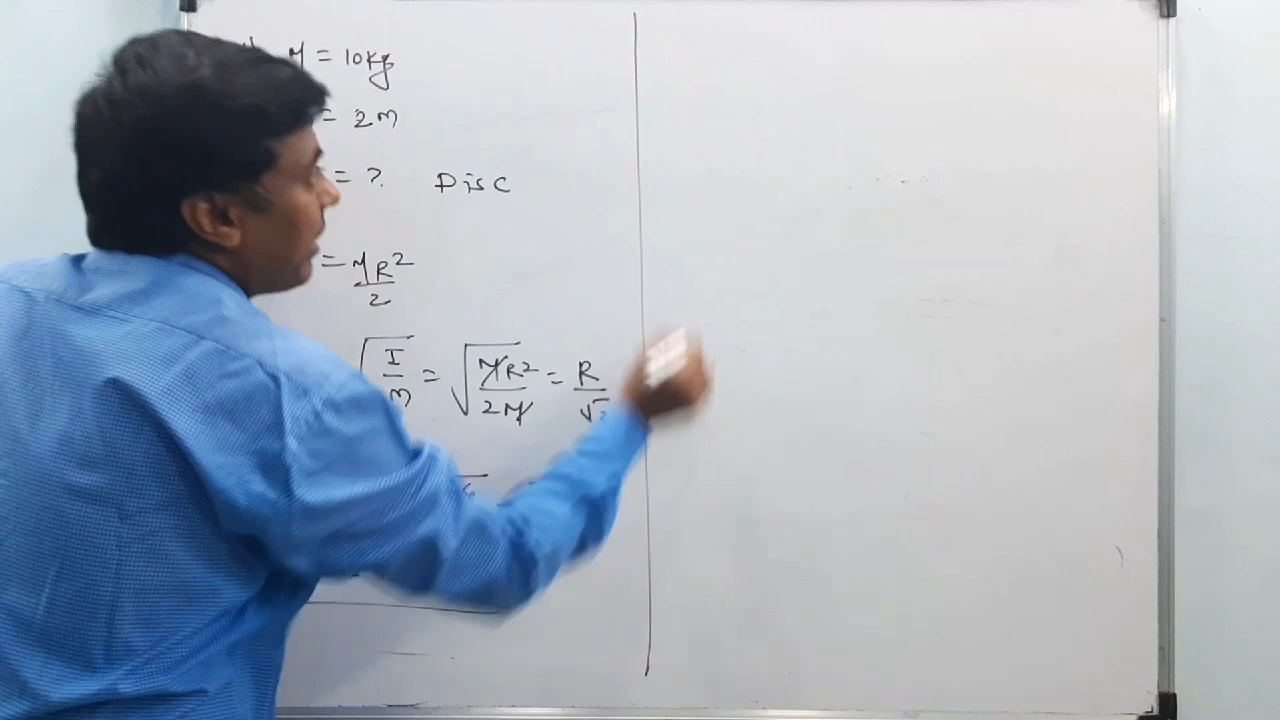 M = 10kg
= 2m
= ? Disc
= MR²/2
√(I/m) = √(MR²/2M) = R/√2